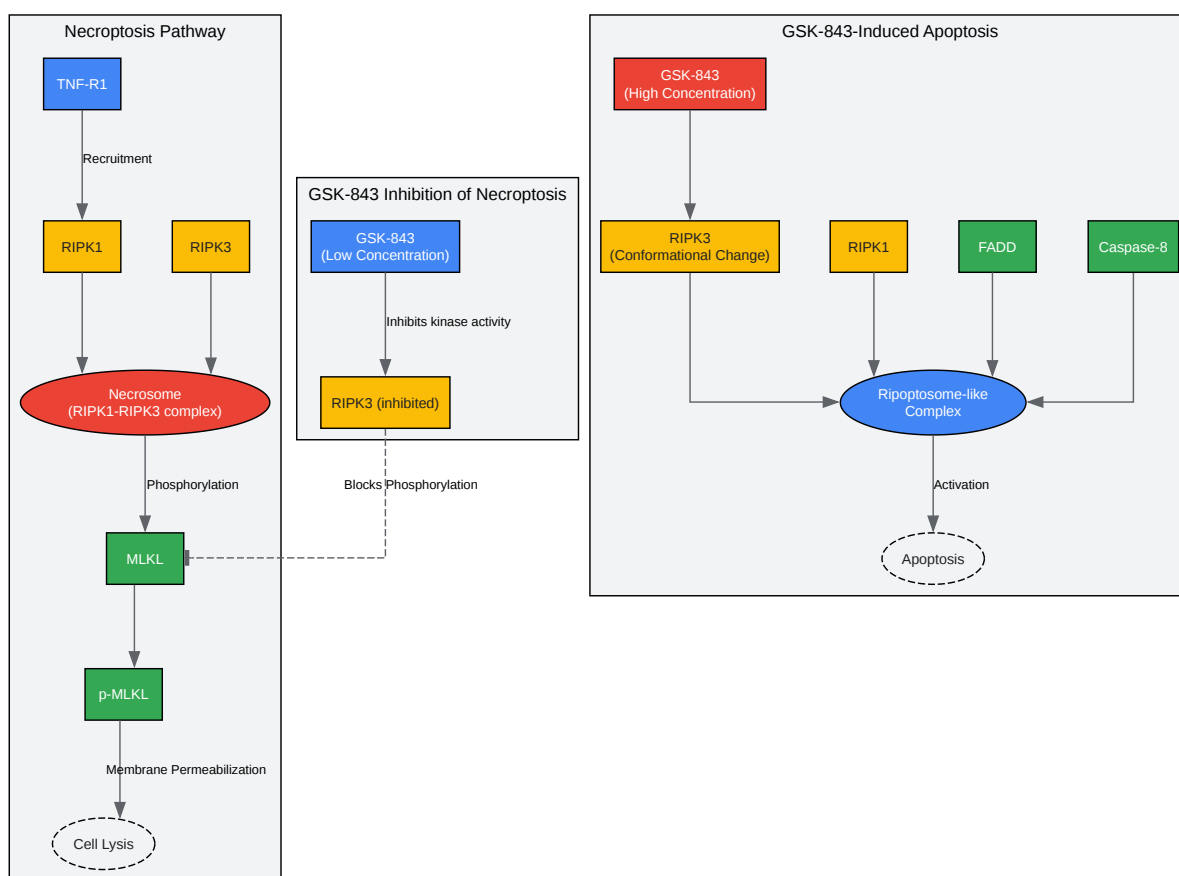 Necroptosis Pathway
TNF-R1
Recruitment
RIPK1
RIPK3
Necrosome
(RIPK1-RIPK3 complex)
Phosphorylation
MLKL
p-MLKL
Membrane Permeabilization
Cell Lysis
GSK-843 Inhibition of Necroptosis
GSK-843
(Low Concentration)
Inhibits kinase activity
RIPK3 (inhibited)
Blocks Phosphorylation
GSK-843-Induced Apoptosis
GSK-843
(High Concentration)
RIPK3
(Conformational Change)
RIPK1
FADD
Caspase-8
Ripoptosome-like
Complex
Activation
Apoptosis